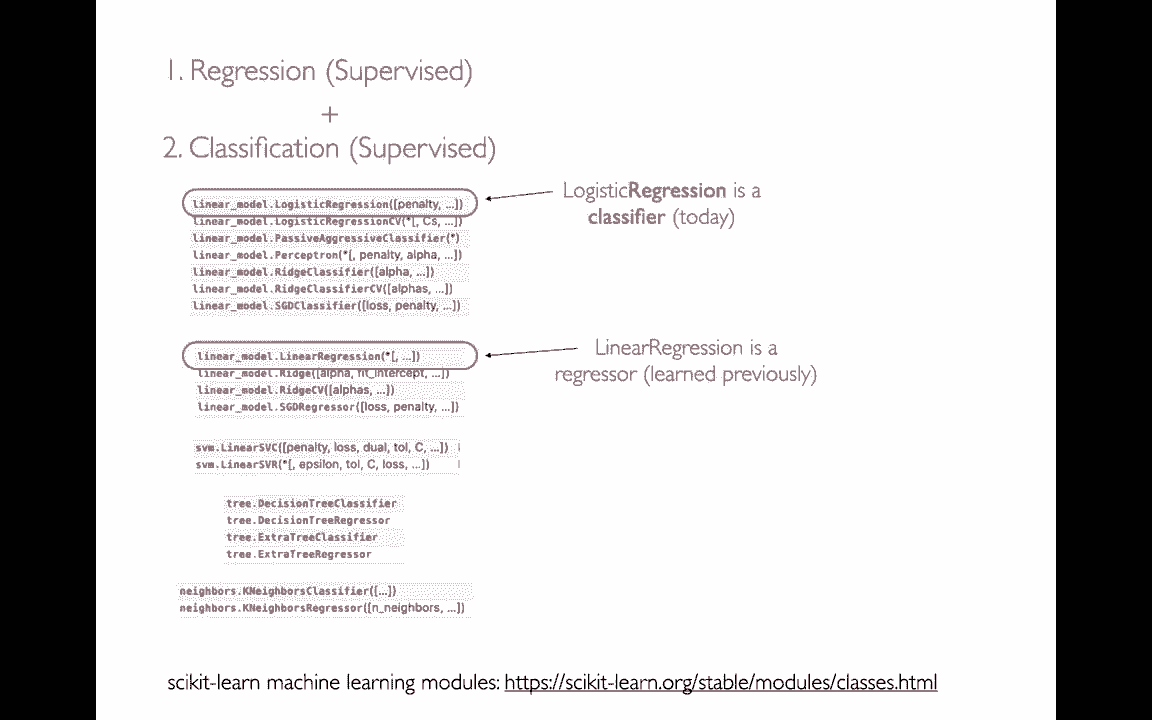 1. Regression (Supervised)
+
2. Classification (Supervised)
linear_model.LogisticRegression([penalty, ...])
linear_model.LogisticRegressionCV(*[, Cs, ...])
linear_model.PassiveAggressiveClassifier(*)
linear_model.Perceptron(*[, penalty, alpha, ...])
linear_model.RidgeClassifier([alpha, ...])
linear_model.RidgeClassifierCV([alphas, ...])
linear_model.SGDClassifier([loss, penalty, ...])
LogisticRegression is a
classifier (today)
linear_model.LinearRegression(*[, ...])
linear_model.Ridge([alpha, fit_intercept, ...])
linear_model.RidgeCV([alphas, ...])
linear_model.SGDRegressor([loss, penalty, ...])
LinearRegression is a
regressor (learned previously)
svm.LinearSVC([penalty, loss, dual, tol, C, ...])
svm.LinearSVR(*[, epsilon, tol, C, loss, ...])
tree.DecisionTreeClassifier
tree.DecisionTreeRegressor
tree.ExtraTreeClassifier
tree.ExtraTreeRegressor
neighbors.KNeighborsClassifier([...])
neighbors.KNeighborsRegressor([n_neighbors, ...])
scikit-learn machine learning modules: https://scikit-learn.org/stable/modules/classes.html